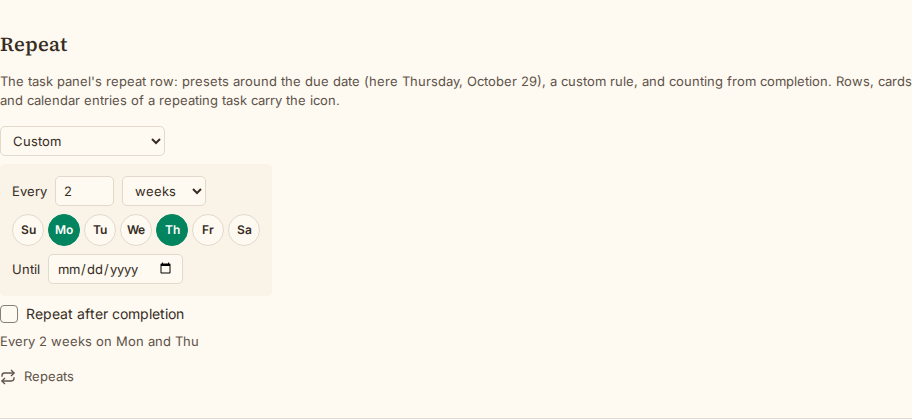 Repeat
The task panel's repeat row: presets around the due date (here Thursday, October 29), a custom rule, and counting from completion. Rows, cards
and calendar entries of a repeating task carry the icon.
Custom
Every 2 weeks
Su Mo Tu We Th Fr Sa
Until mm/dd/yyyy
Repeat after completion
Every 2 weeks on Mon and Thu
Repeats